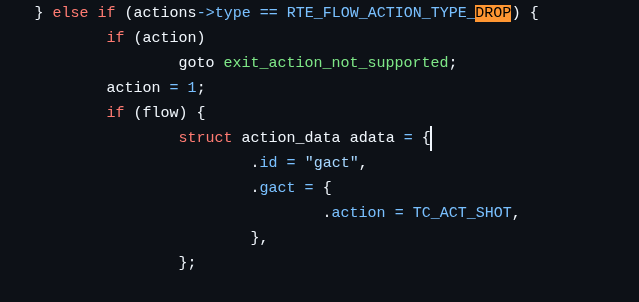 } else if (actions->type == RTE_FLOW_ACTION_TYPE_DROP) {
if (action)
goto exit_action_not_supported;
action = 1;
if (flow) {
struct action_data adata = {
.id = "gact",
.gact = {
.action = TC_ACT_SHOT,
},
};